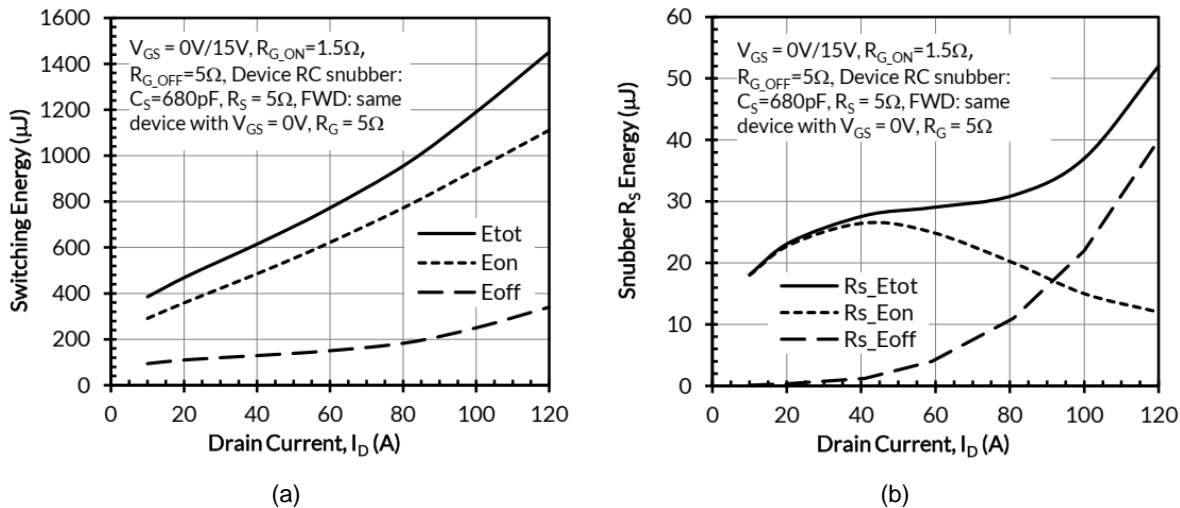 1600
1400
1200
1000
800
600
400
200
0
Switching Energy (μJ)
V_GS = 0V/15V, R_G_ON=1.5Ω,
R_G_OFF=5Ω, Device RC snubber:
C_S=680pF, R_S = 5Ω, FWD: same
device with V_GS = 0V, R_G = 5Ω
Etot
Eon
Eoff
0 20 40 60 80 100 120
Drain Current, I_D (A)
(a)
60
50
40
30
20
10
0
Snubber R_S Energy (μJ)
V_GS = 0V/15V, R_G_ON=1.5Ω,
R_G_OFF=5Ω, Device RC snubber:
C_S=680pF, R_S = 5Ω, FWD: same
device with V_GS = 0V, R_G = 5Ω
Rs_Etot
Rs_Eon
Rs_Eoff
0 20 40 60 80 100 120
Drain Current, I_D (A)
(b)